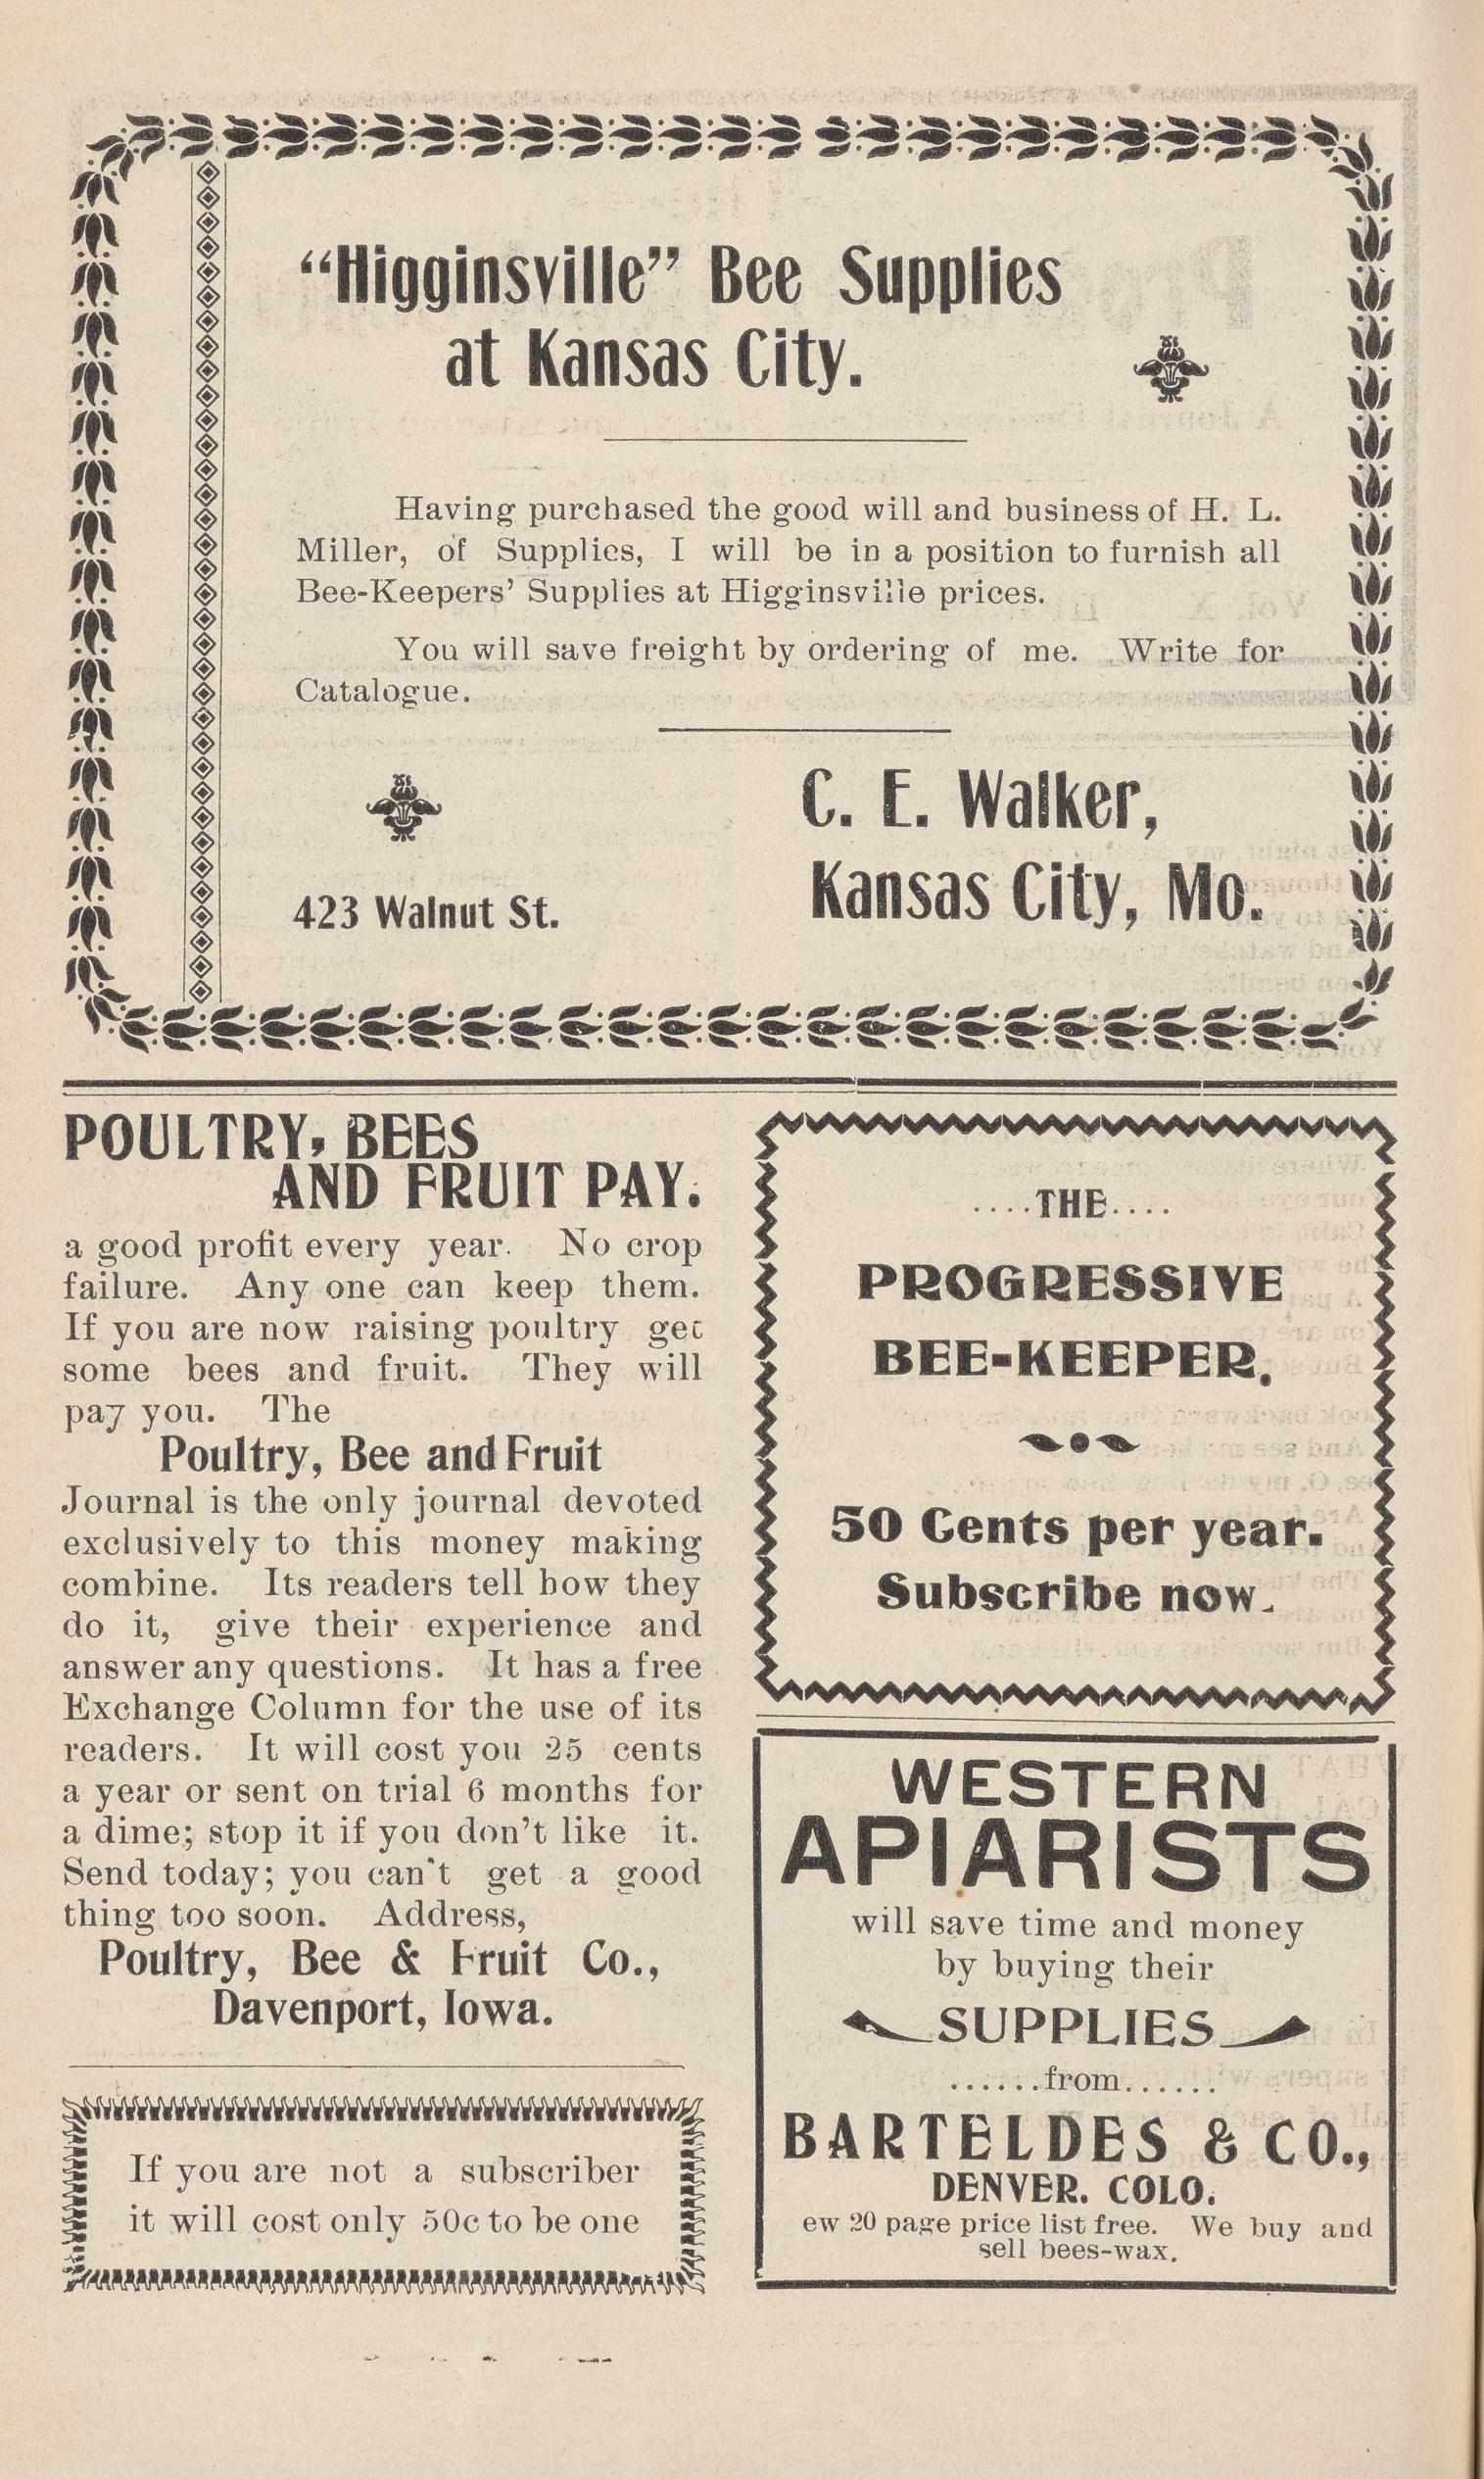 “Higginsville” Bee Supplies
at Kansas City.
Having purchased the good will and business of H. L.
Miller, of Supplies, I will be in a position to furnish all
Bee-Keepers’ Supplies at Higginsville prices.
You will save freight by ordering of me. Write for
Catalogue.
C. E. Walker,
423 Walnut St.
Kansas City, Mo.
POULTRY, BEES
AND FRUIT PAY.
a good profit every year. No crop
failure. Any one can keep them.
If you are now raising poultry get
some bees and fruit. They will
pay you. The
Poultry, Bee and Fruit
Journal is the only journal devoted
exclusively to this money making
combine. Its readers tell how they
do it, give their experience and
answer any questions. It has a free
Exchange Column for the use of its
readers. It will cost you 25 cents
a year or sent on trial 6 months for
a dime; stop it if you don’t like it.
Send today; you can't get a good
thing too soon. Address,
Poultry, Bee & Fruit Co.,
Davenport, Iowa.
If you are not a subscriber
it will cost only 50c to be one
....THE....
PROGRESSIVE
BEE-KEEPER.
50 Cents per year.
Subscribe now.
WESTERN
APIARISTS
will save time and money
by buying their
SUPPLIES
......from......
BARTELDES & CO.,
DENVER. COLO.
ew 20 page price list free. We buy and
sell bees-wax.